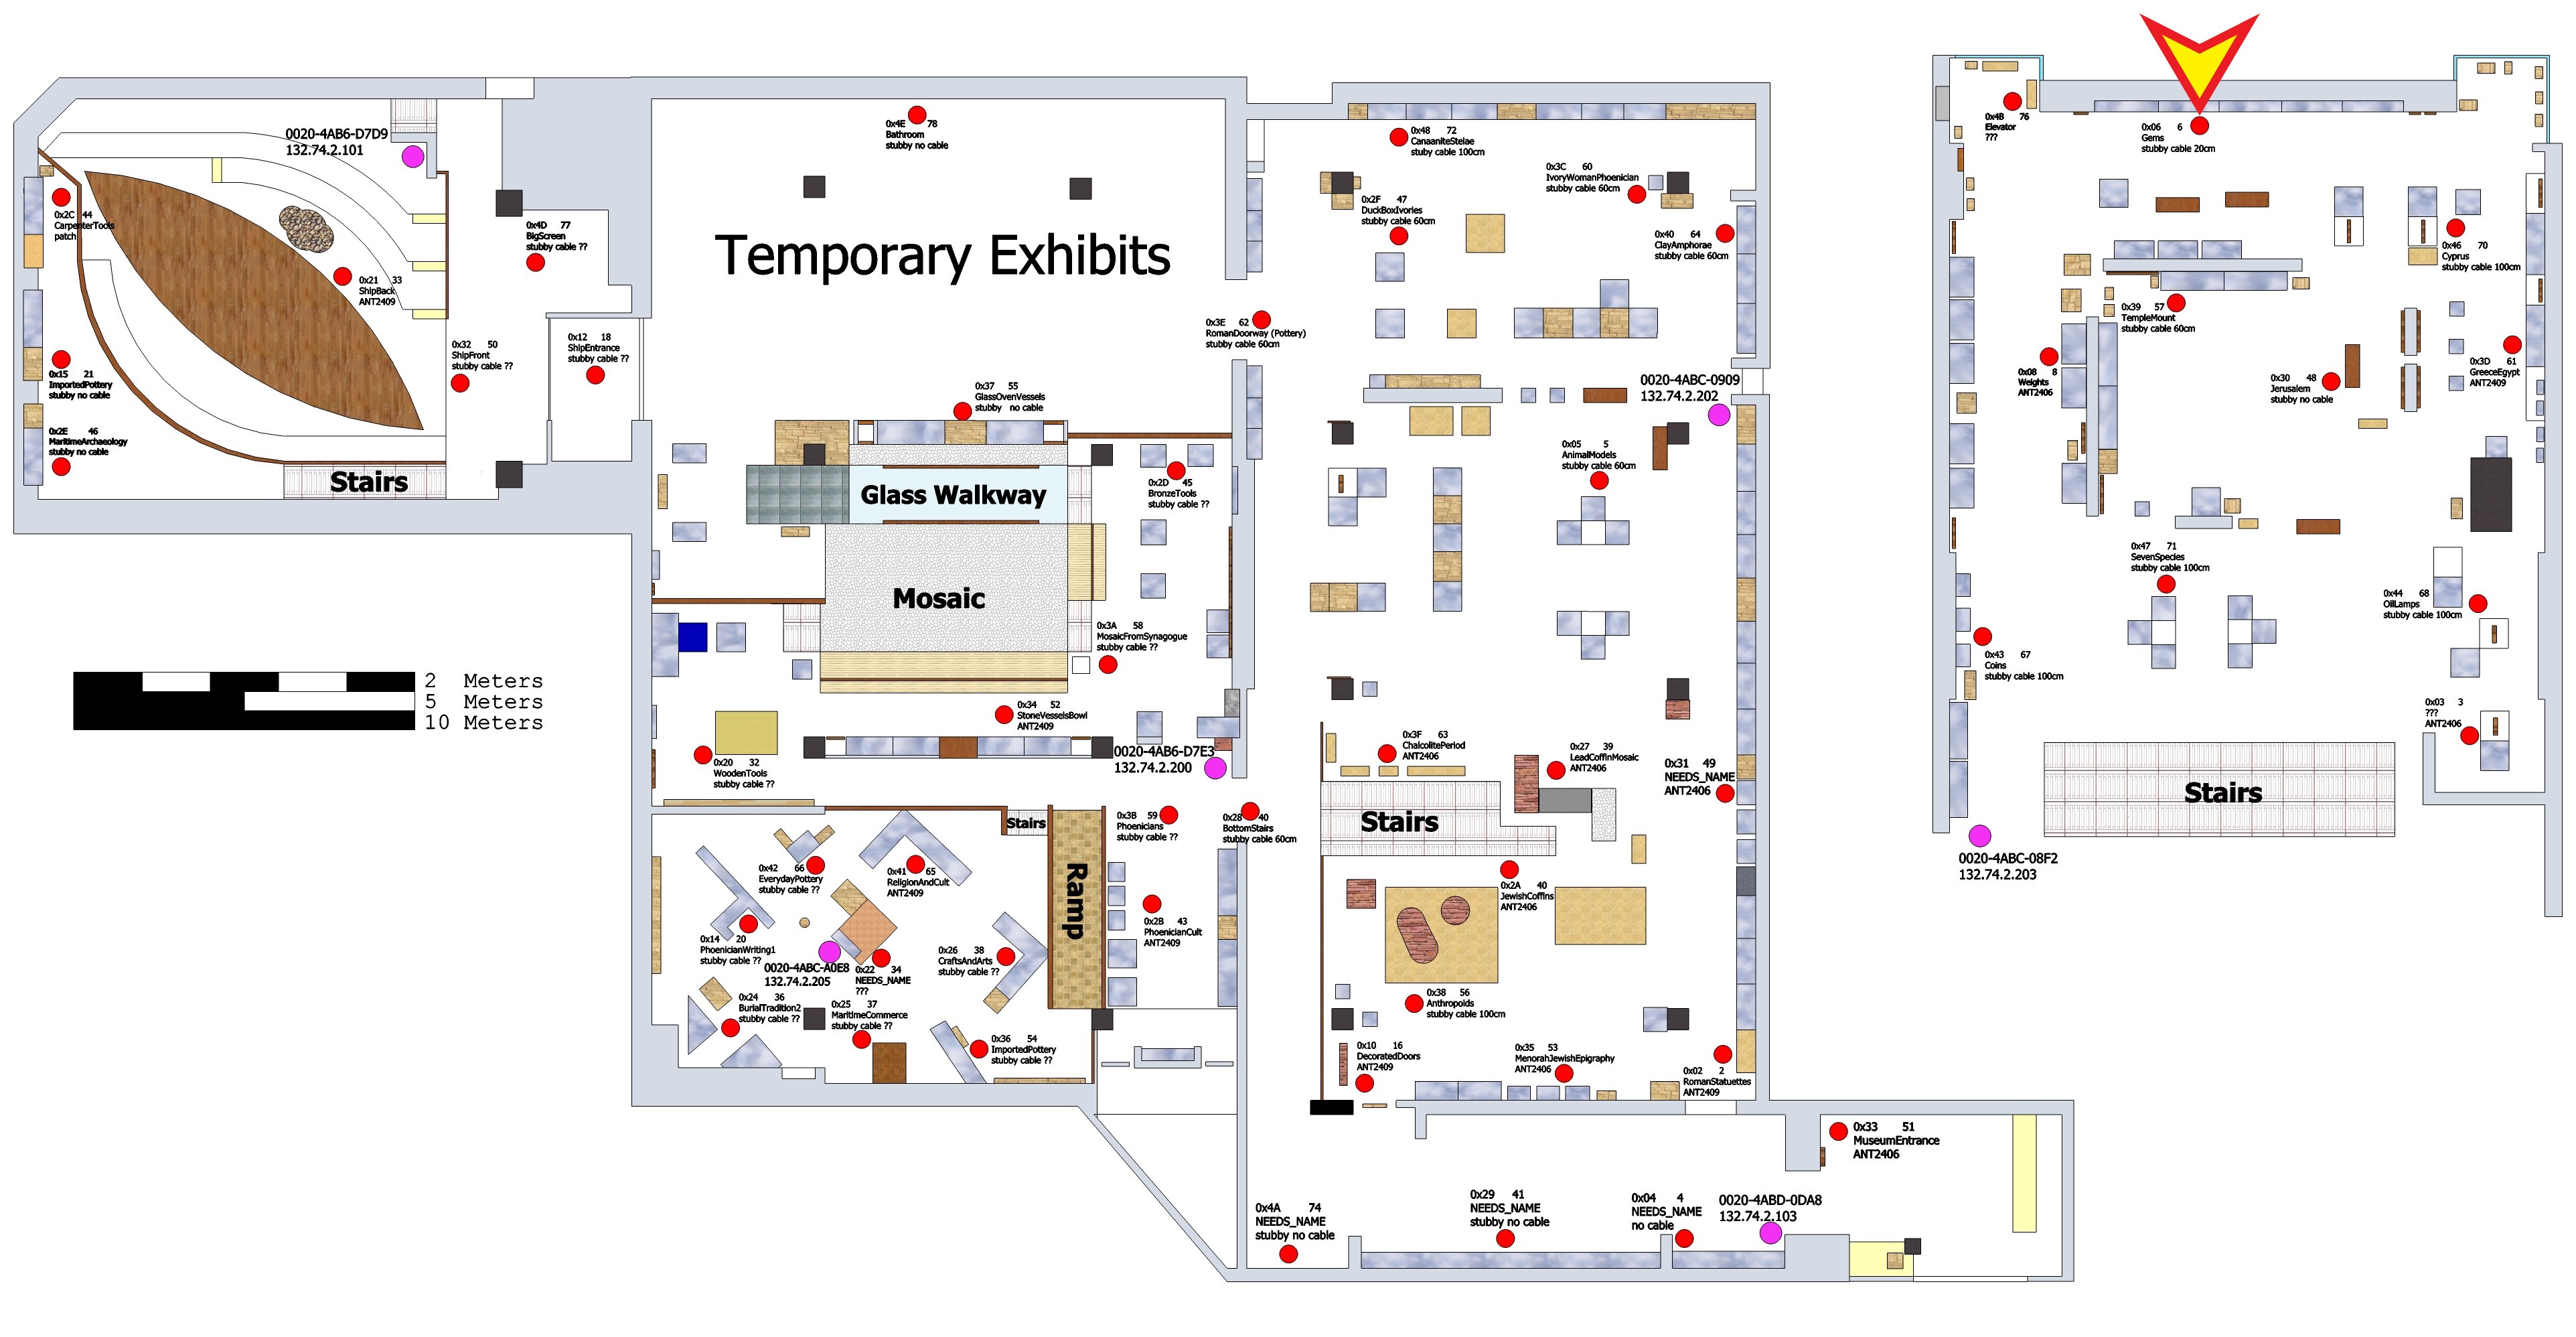 0020-4AB6-D7D9
132.74.2.101
0x2C 44
CarpenterTools
patch
0x21 33
ShipBack
ANT2409
0x4D 77
BigScreen
stubby cable ??
0x32 50
ShipFront
stubby cable ??
0x12 18
ShipEntrance
stubby cable ??
0x15 21
ImportedPottery
stubby no cable
0x2E 46
MaritimeArchaeology
stubby no cable
Stairs
2 Meters
5 Meters
10 Meters
0x4E 78
Bathroom
stubby no cable
Temporary Exhibits
0x3E 62
RomanDoorway (Pottery)
stubby cable 60cm
0x37 55
GlassOvenVessels
stubby no cable
Glass Walkway
0x2D 45
BronzeTools
stubby cable ??
Mosaic
0x3A 58
MosaicFromSynagogue
stubby cable ??
0x34 52
StoneVesselsBowl
ANT2409
0x20 32
WoodenTools
stubby cable ??
0020-4AB6-D7E3
132.74.2.200
Stairs
Ramp
0x3B 59
Phoenicians
stubby cable ??
0x28 40
BottomStairs
stubby cable 60cm
0x42 66
EverydayPottery
stubby cable ??
0x41 65
ReligionAndCult
ANT2409
0x14 20
PhoenicianWriting1
stubby cable ??
0020-4ABC-A0E8
132.74.2.205
0x22 34
NEEDS_NAME
???
0x26 38
CraftsAndArts
stubby cable ??
0x2B 43
PhoenicianCult
ANT2409
0x24 36
BurialTradition2
stubby cable ??
0x25 37
MaritimeCommerce
stubby cable ??
0x36 54
ImportedPottery
stubby cable ??
0x48 72
CanaaniteStelae
stuby cable 100cm
0x3C 60
IvoryWomanPhoenician
stubby cable 60cm
0x2F 47
DuckBoxIvories
stubby cable 60cm
0x40 64
ClayAmphorae
stubby cable 60cm
0020-4ABC-0909
132.74.2.202
0x05 5
AnimalModels
stubby cable 60cm
0x3F 63
ChalcolitePeriod
ANT2406
0x27 39
LeadCoffinMosaic
ANT2406
0x31 49
NEEDS_NAME
ANT2406
Stairs
0x2A 40
JewishCoffins
ANT2406
0x38 56
Anthropoids
stubby cable 100cm
0x10 16
DecoratedDoors
ANT2409
0x35 53
MenorahJewishEpigraphy
ANT2406
0x02 2
RomanStatuettes
ANT2409
0x33 51
MuseumEntrance
ANT2406
0x4A 74
NEEDS_NAME
stubby no cable
0x29 41
NEEDS_NAME
stubby no cable
0x04 4
NEEDS_NAME
no cable
0020-4ABD-0DA8
132.74.2.103
0x4B 76
Elevator
???
0x06 6
Gems
stubby cable 20cm
0x46 70
Cyprus
stubby cable 100cm
0x39 57
TempleMount
stubby cable 60cm
0x08 8
Weights
ANT2406
0x30 48
Jerusalem
stubby no cable
0x3D 61
GreeceEgypt
ANT2409
0x47 71
SevenSpecies
stubby cable 100cm
0x44 68
OilLamps
stubby cable 100cm
0x43 67
Coins
stubby cable 100cm
0x03 3
???
ANT2406
Stairs
0020-4ABC-08F2
132.74.2.203